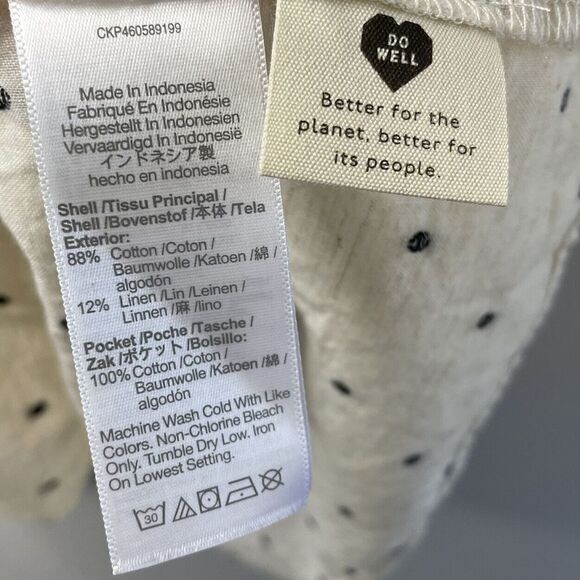 CKP460589199
Made In Indonesia
Fabriqué En Indonésie
Hergestellt In Indonesien
Vervaardigd In Indonesië
インドネシア製
hecho en indonesia
Shell /Tissu Principal /
Shell /Bovenstof /本体 /Tela
Exterior:
88% Cotton /Coton /
Baumwolle /Katoen /綿 /
algodón
12% Linen /Lin /Leinen /
Linnen /麻 /lino
Pocket /Poche /Tasche /
Zak /ポケット /Bolsillo:
100% Cotton /Coton /
Baumwolle /Katoen /綿 /
algodón
Machine Wash Cold With Like
Colors. Non-Chlorine Bleach
Only. Tumble Dry Low. Iron
On Lowest Setting.
30
DO
WELL
Better for the
planet, better for
its people.